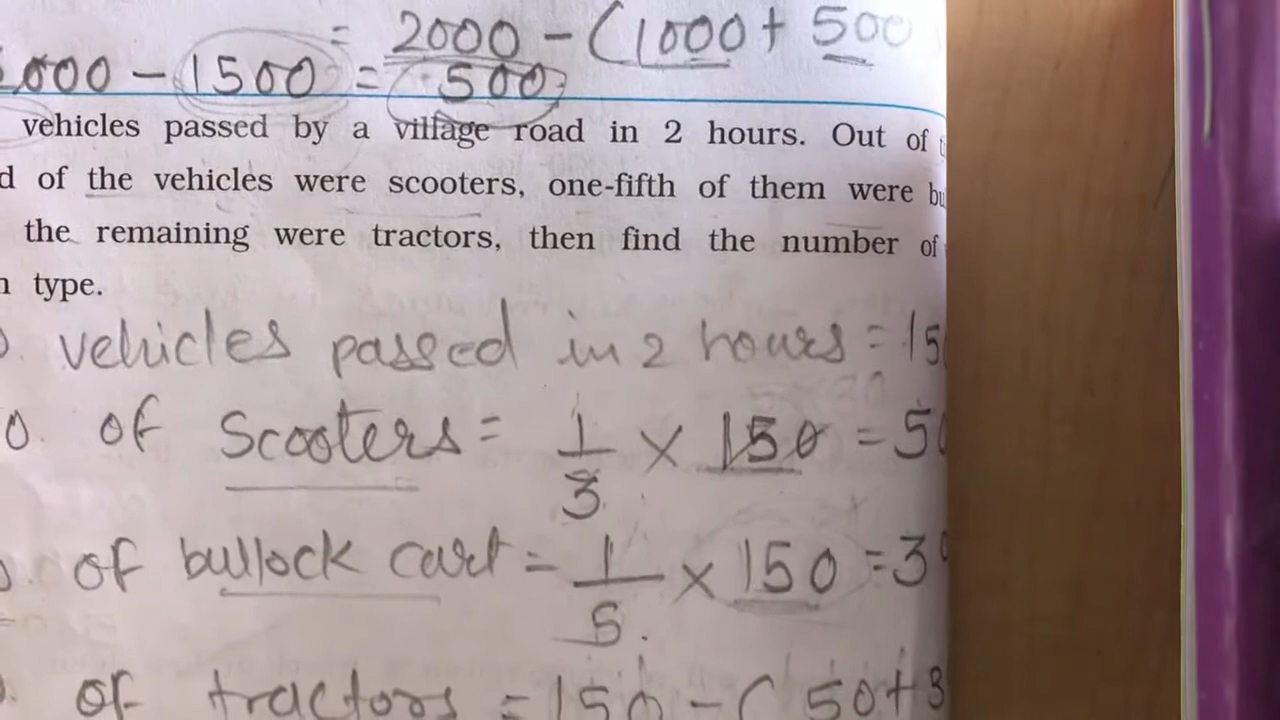 = 2000 - (1000 + 500
000 - 1500 = 500
vehicles passed by a village road in 2 hours. Out of
d of the vehicles were scooters, one-fifth of them were bu
the remaining were tractors, then find the number of
n type.
vehicles passed in 2 hours = 15
o. of Scooters = 1/3 × 150 = 50
of bullock cart = 1/5 × 150 = 30
of tractors = 150 - (50+3